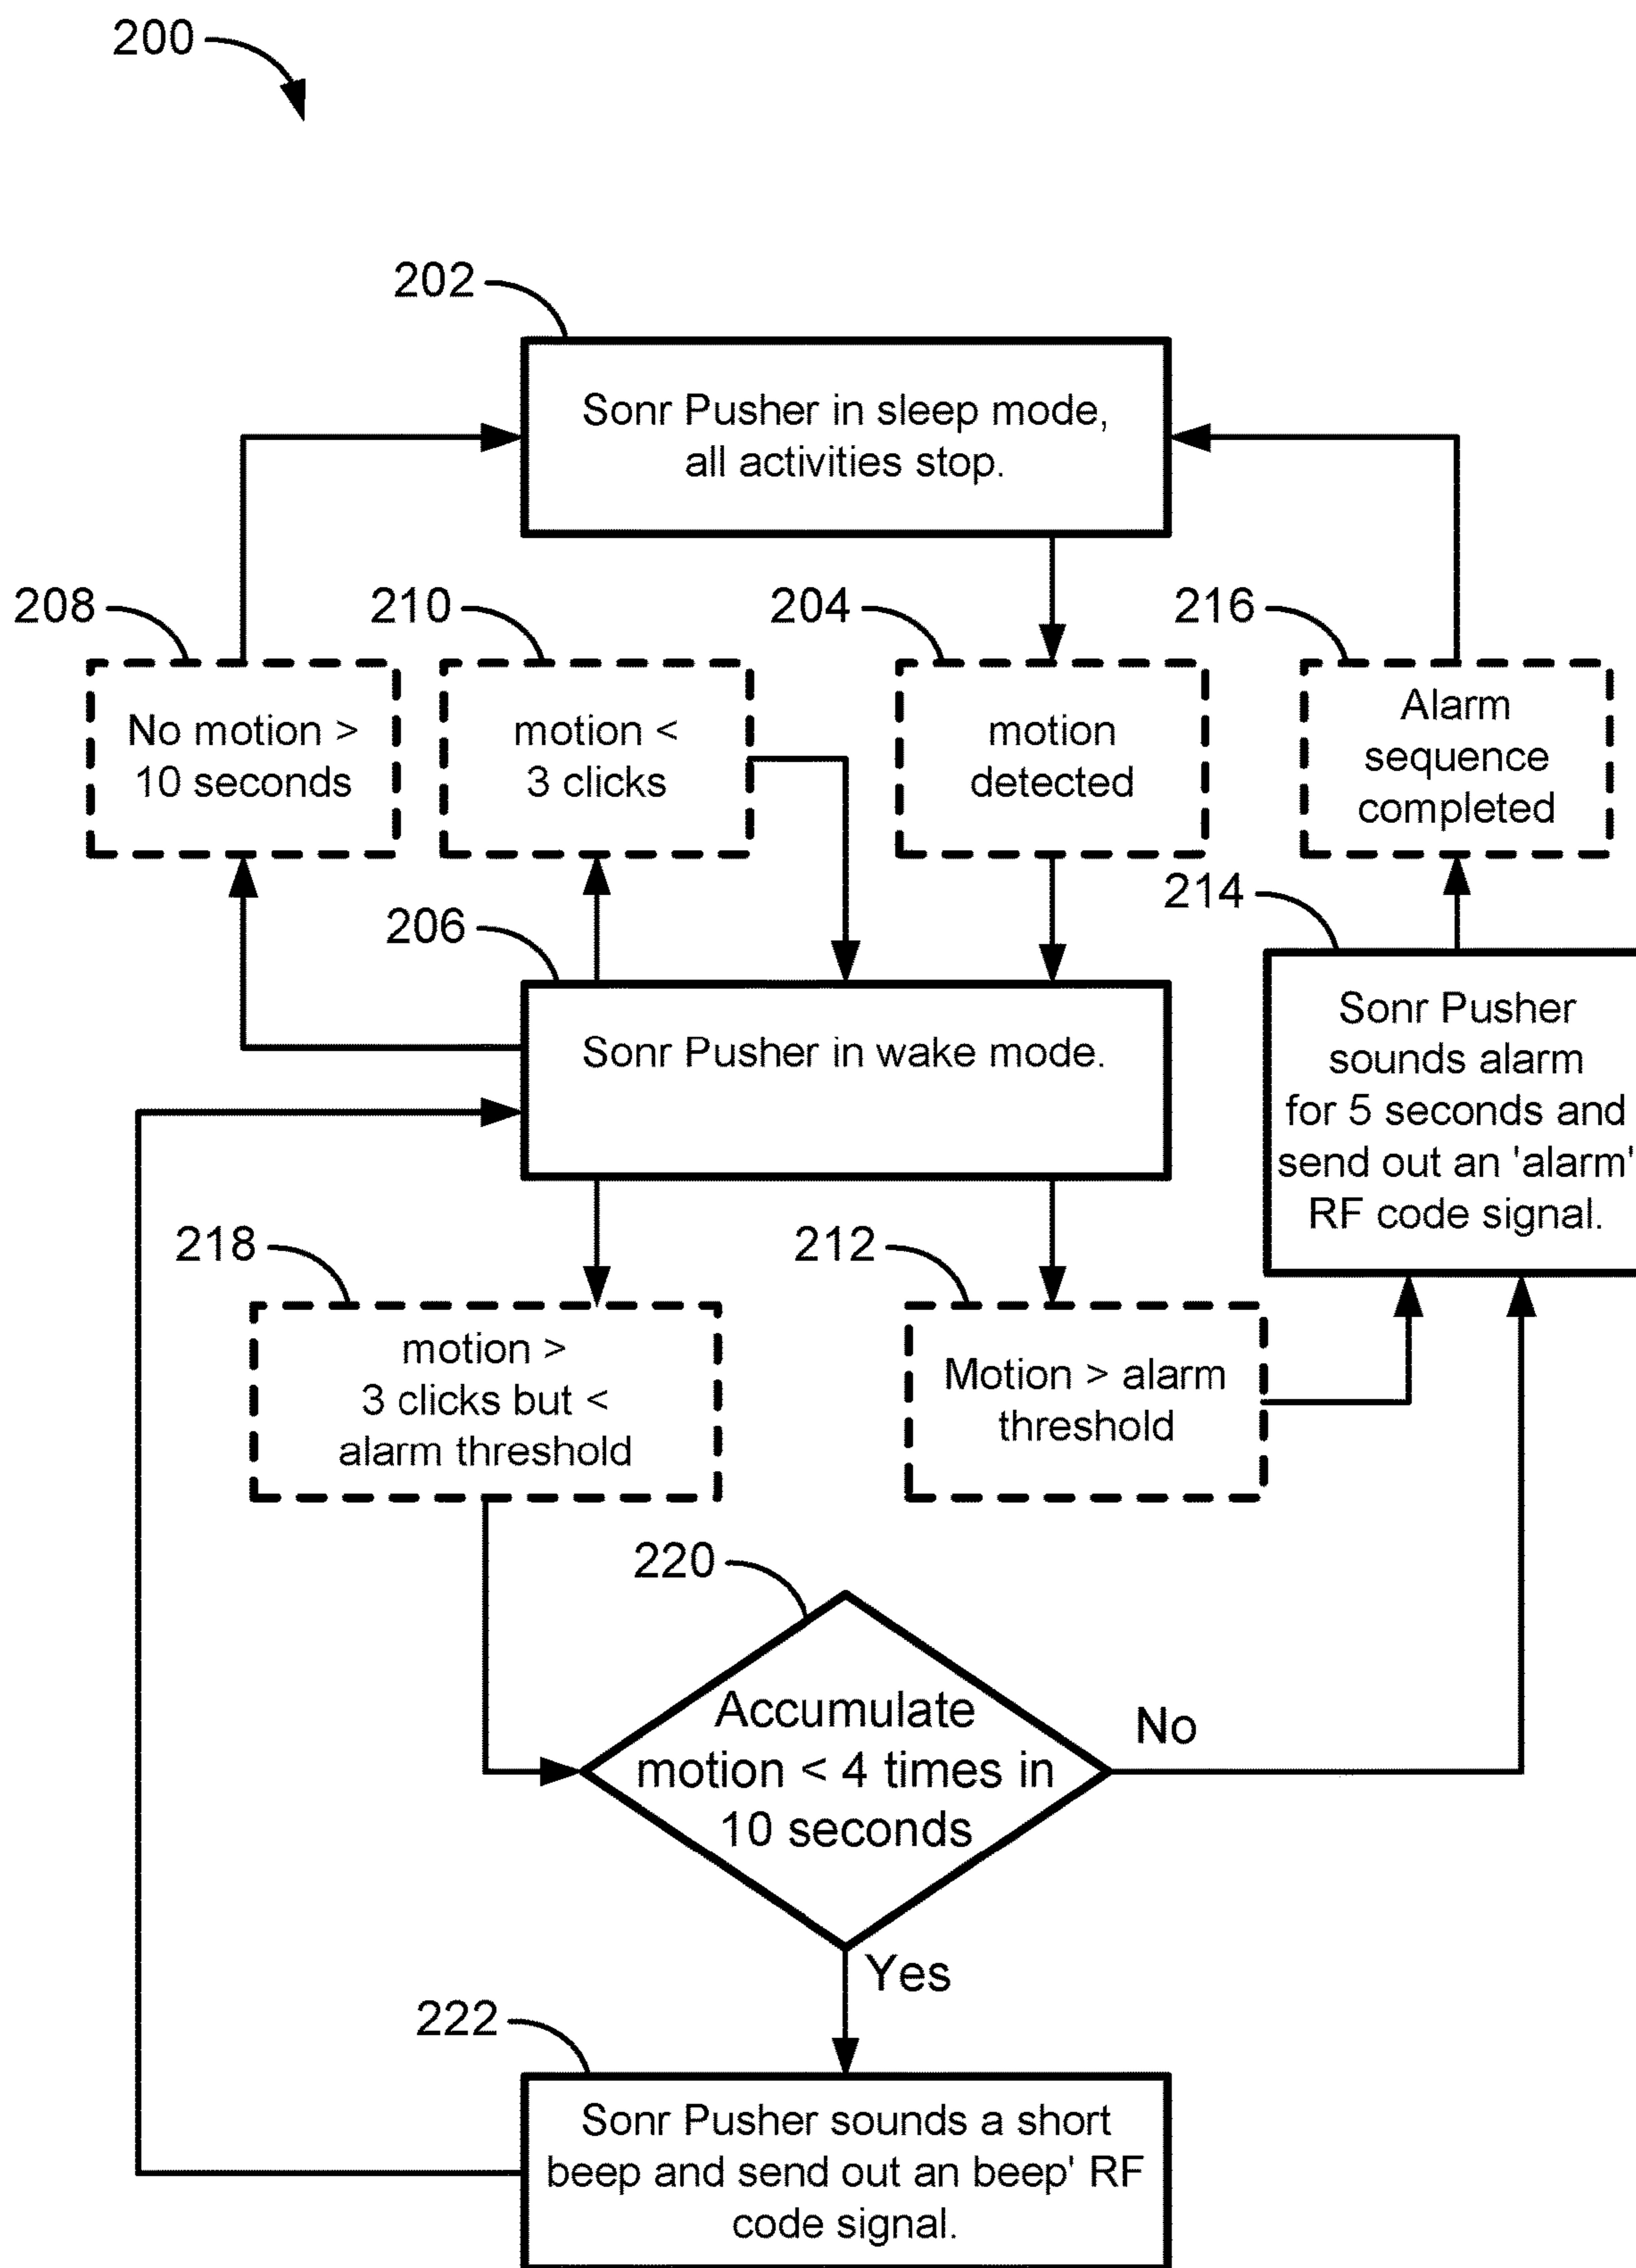 200
202
Sonr Pusher in sleep mode,
all activities stop.
208
210
204
216
No motion >
10 seconds
motion <
3 clicks
motion
detected
Alarm
sequence
completed
206
214
Sonr Pusher in wake mode.
Sonr Pusher
sounds alarm
for 5 seconds and
send out an 'alarm'
RF code signal.
218
212
motion >
3 clicks but <
alarm threshold
Motion > alarm
threshold
220
Accumulate
motion < 4 times in
10 seconds
No
Yes
222
Sonr Pusher sounds a short
beep and send out an beep' RF
code signal.